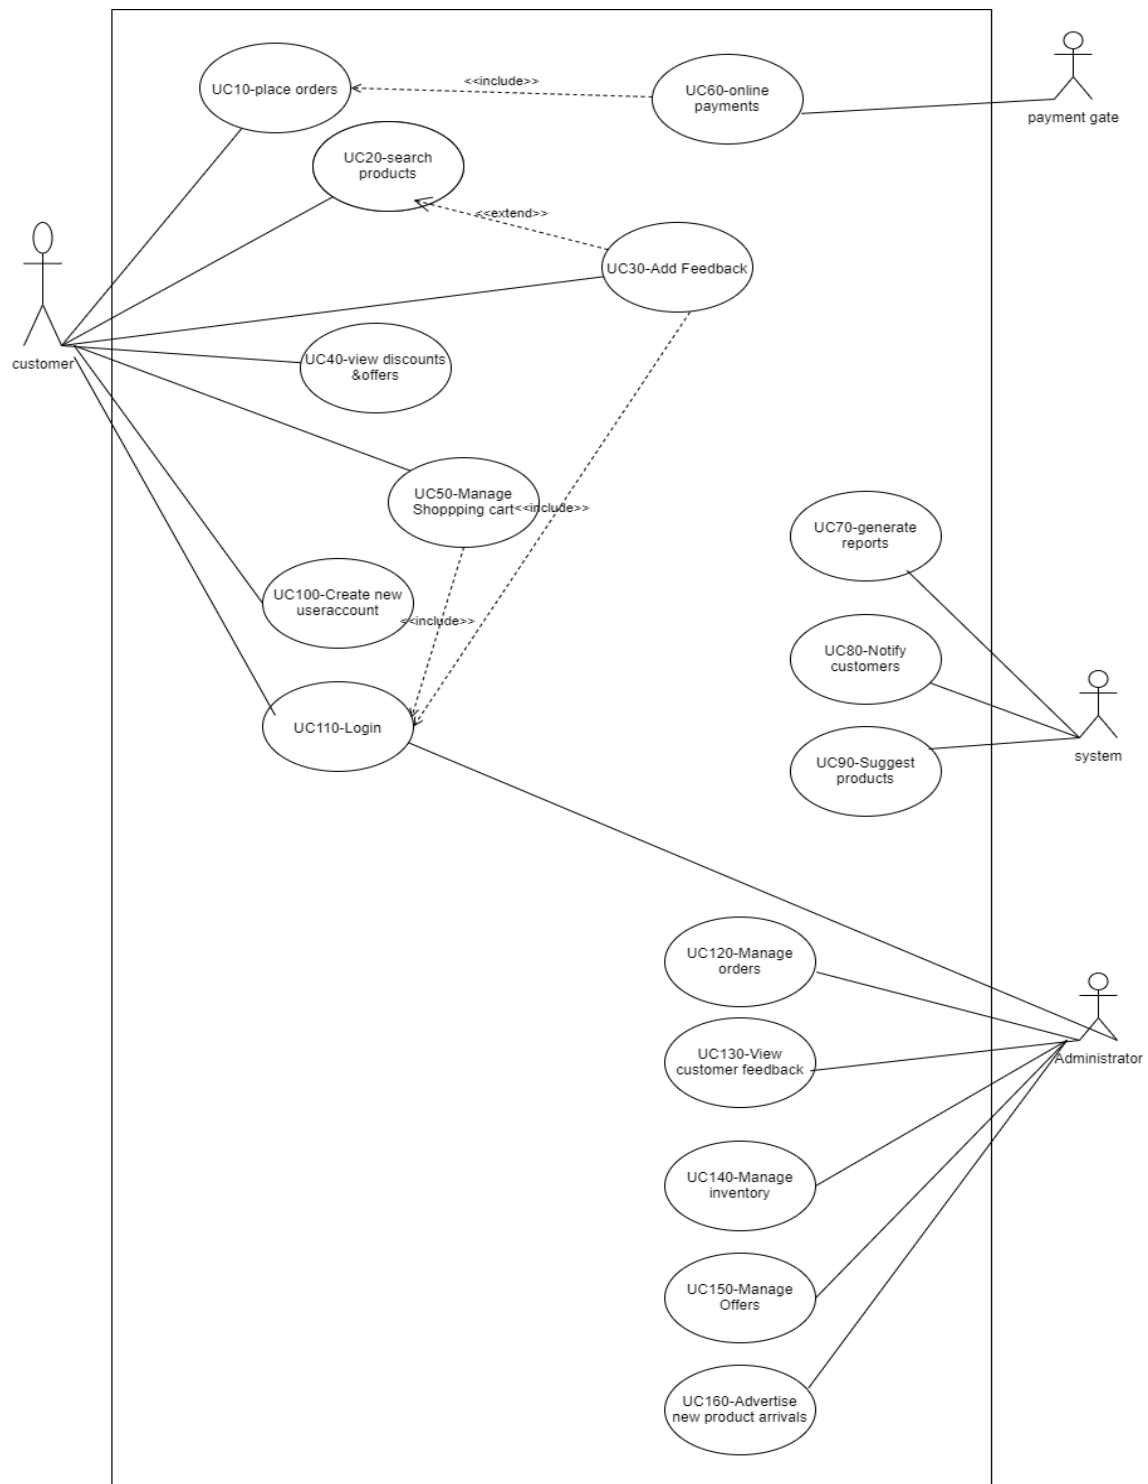 UC10-place orders
<<include>>
UC60-online
payments
payment gate
UC20-search
products
<<extend>>
UC30-Add Feedback
customer
UC40-view discounts
&offers
UC50-Manage
Shoppping cart
<<include>>
UC70-generate
reports
UC100-Create new
useraccount
<<include>>
UC80-Notify
customers
UC110-Login
system
UC90-Suggest
products
UC120-Manage
orders
UC130-View
customer feedback
Administrator
UC140-Manage
inventory
UC150-Manage
Offers
UC160-Advertise
new product arrivals